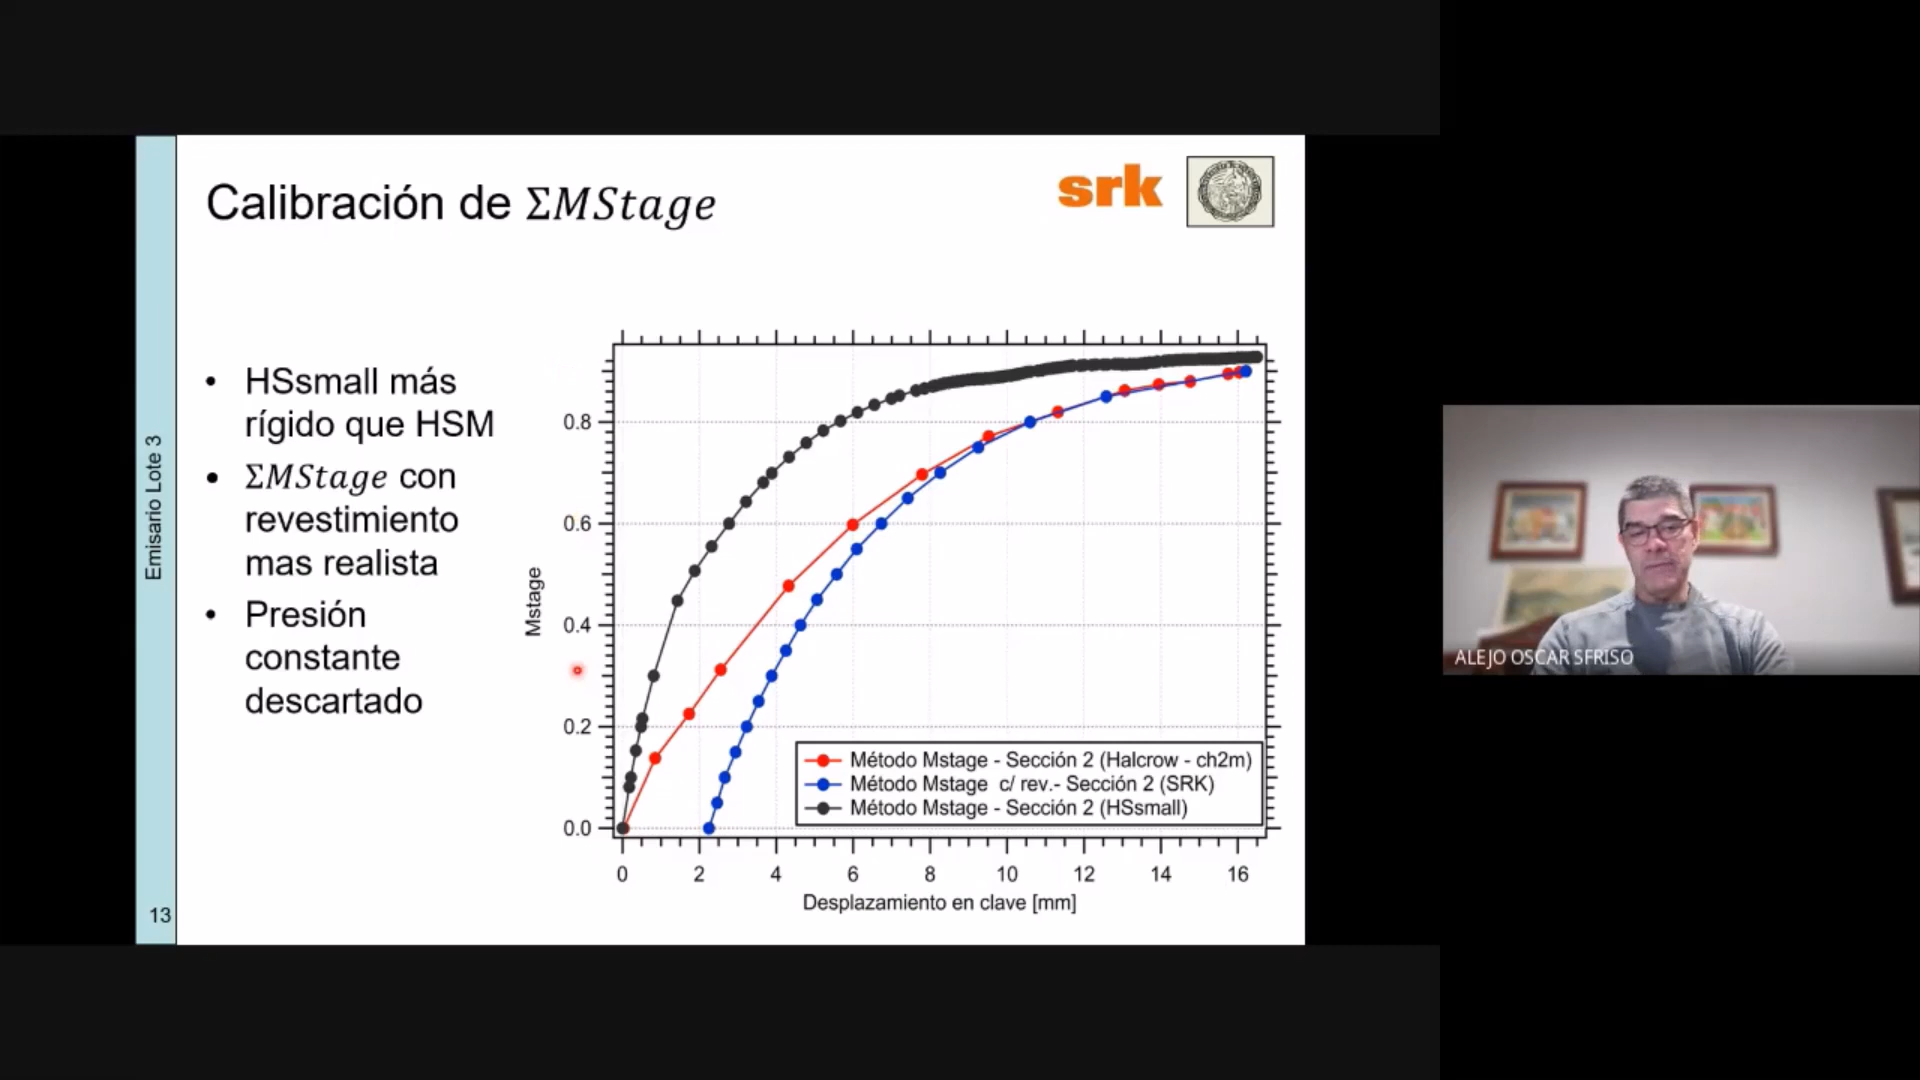 Calibración de ΣMStage
srk
• HSsmall más
rígido que HSM
• ΣMStage con
revestimiento
mas realista
• Presión
constante
descartado
Emisario Lote 3
13
Mstage
0.8
0.6
0.4
0.2
0.0
Método Mstage - Sección 2 (Halcrow - ch2m)
Método Mstage c/ rev.- Sección 2 (SRK)
Método Mstage - Sección 2 (HSsmall)
0 2 4 6 8 10 12 14 16
Desplazamiento en clave [mm]
ALEJO OSCAR SFRISO